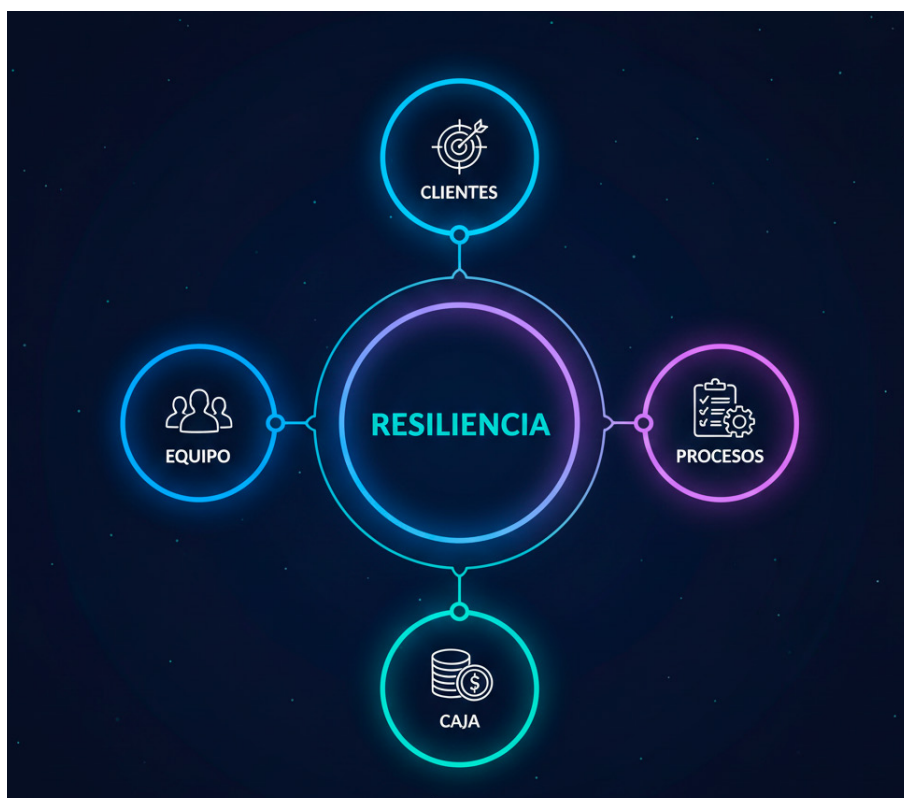 CLIENTES
EQUIPO
RESILIENCIA
PROCESOS
$
CAJA